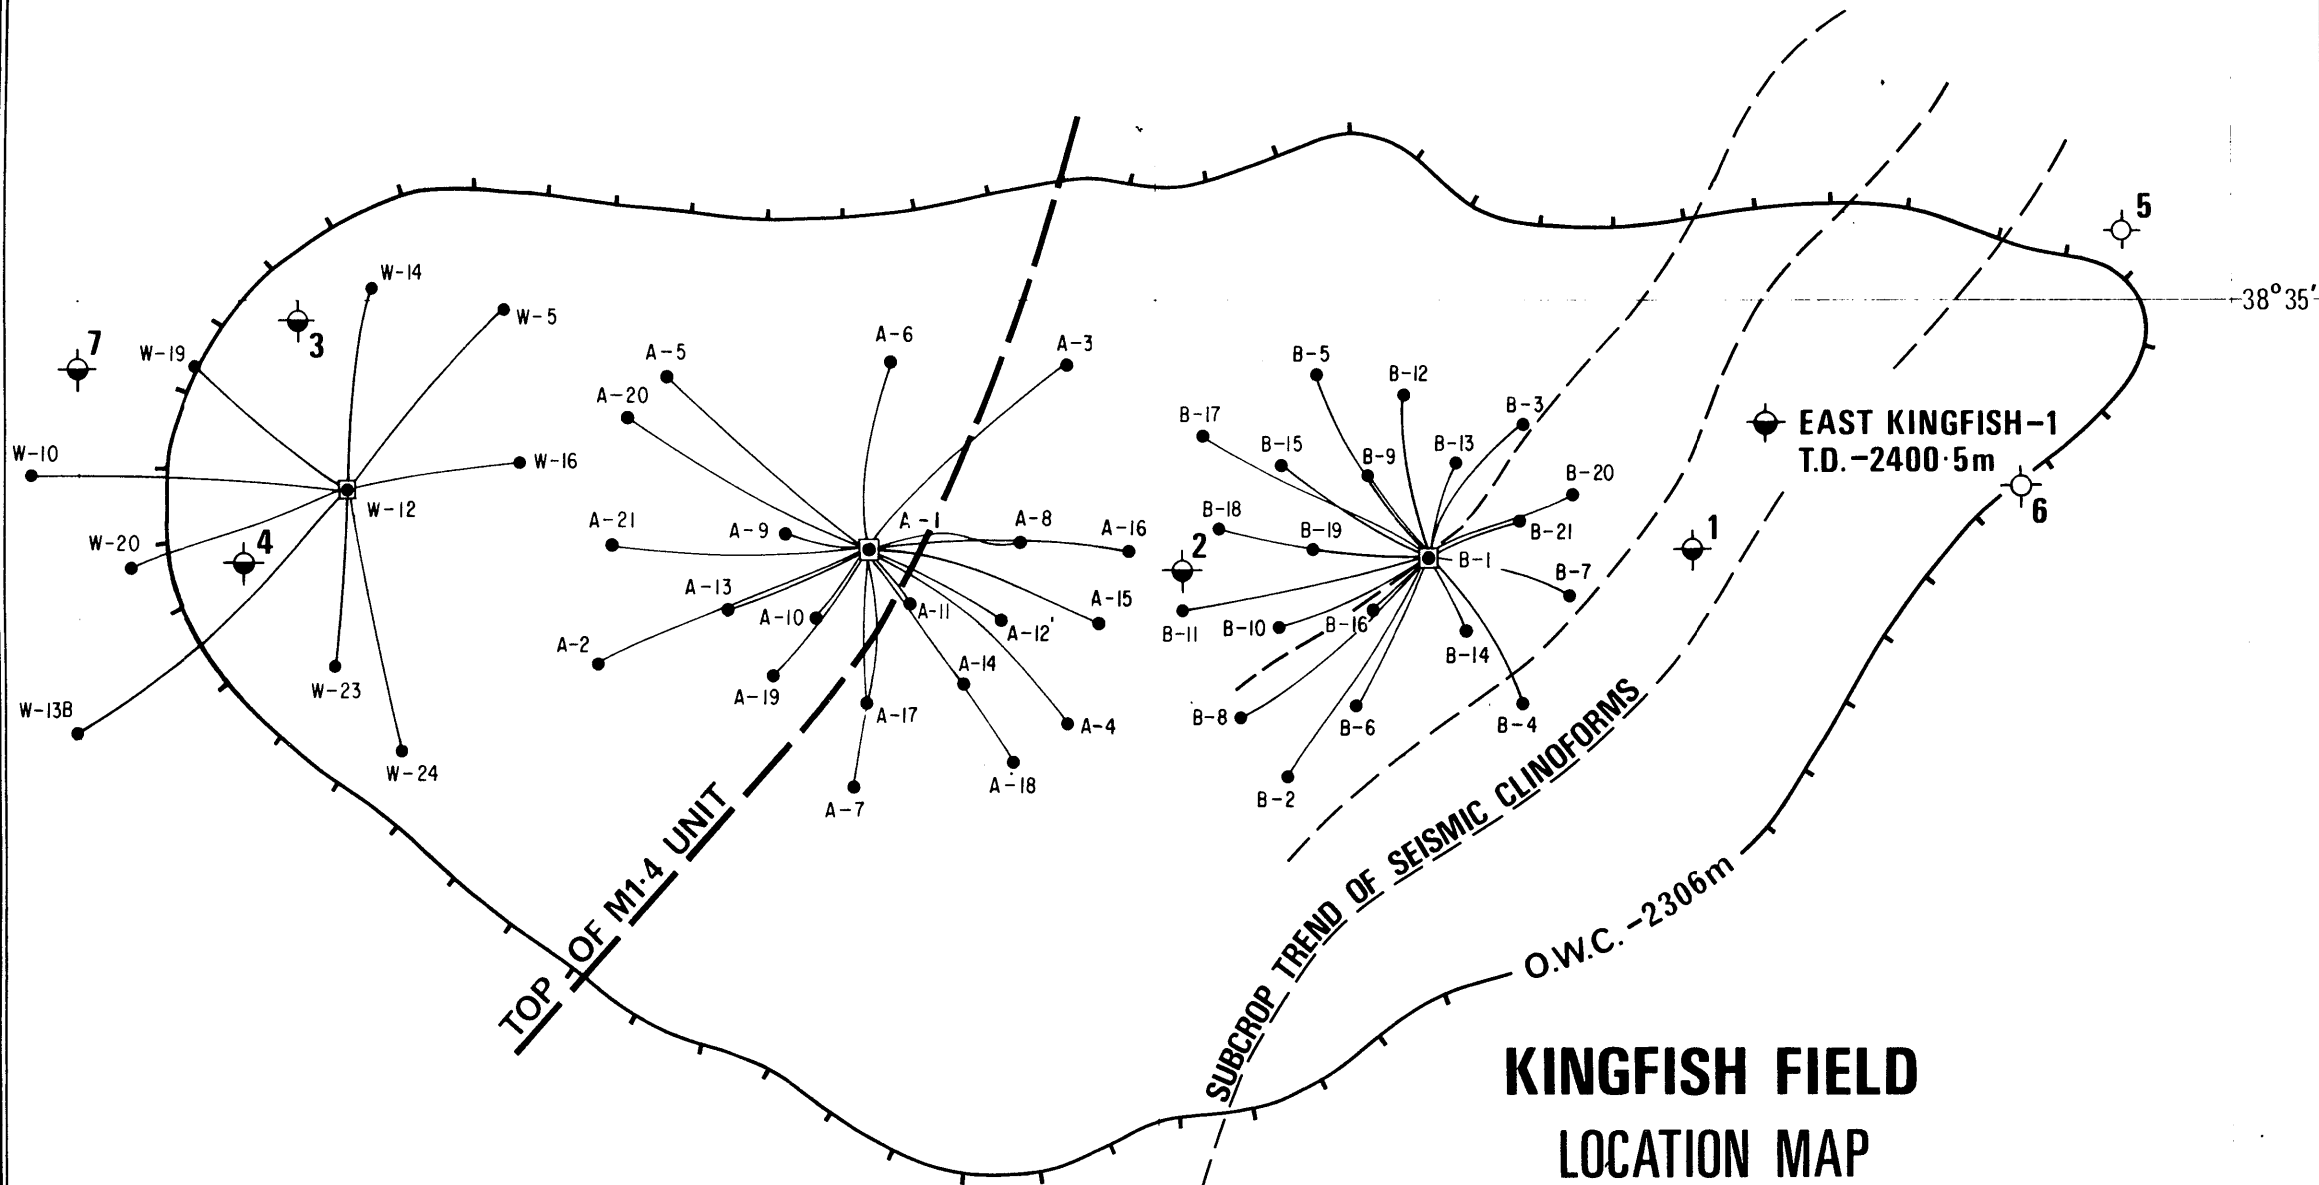 5
38°35'
W-14
W-5
3
7
W-19
A-6
A-3
A-5
A-20
B-5
B-12
B-3
B-17
B-15
B-13
B-9
B-20
EAST KINGFISH-1
T.D.-2400·5m
W-10
W-16
W-12
6
A-21
A-9
A-1
A-8
A-16
B-18
B-19
B-21
B-1
1
2
W-20
4
B-7
A-13
A-10
A-11
A-12'
A-15
B-11
B-10
B-16
B-14
A-2
A-14
A-19
A-17
A-4
W-23
W-13B
W-24
B-8
B-6
B-4
B-2
A-7
A-18
TOP OF M1·4 UNIT
SUBCROP TREND OF SEISMIC CLINOFORMS
O.W.C. -2306m
KINGFISH FIELD
LOCATION MAP